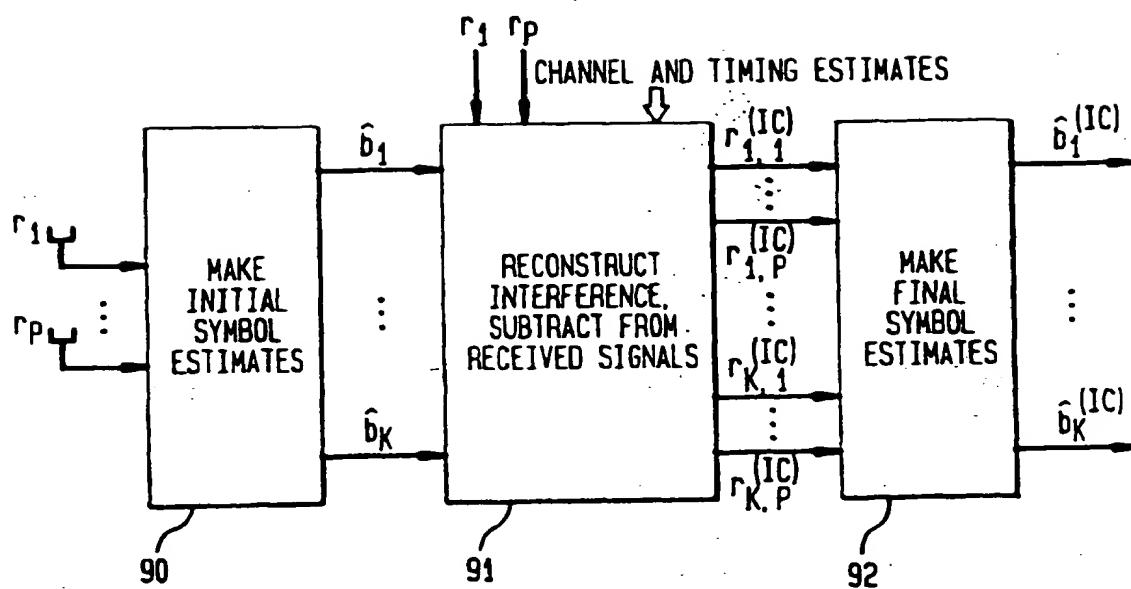 r1 rP
CHANNEL AND TIMING ESTIMATES
r1
⋮
rP
MAKE
INITIAL
SYMBOL
ESTIMATES
b̂1
⋮
b̂K
RECONSTRUCT
INTERFERENCE,
SUBTRACT FROM
RECEIVED SIGNALS
r1,1(IC)
⋮
r1,P(IC)
⋮
rK,1(IC)
⋮
rK,P(IC)
MAKE
FINAL
SYMBOL
ESTIMATES
b̂1(IC)
⋮
b̂K(IC)
90
91
92